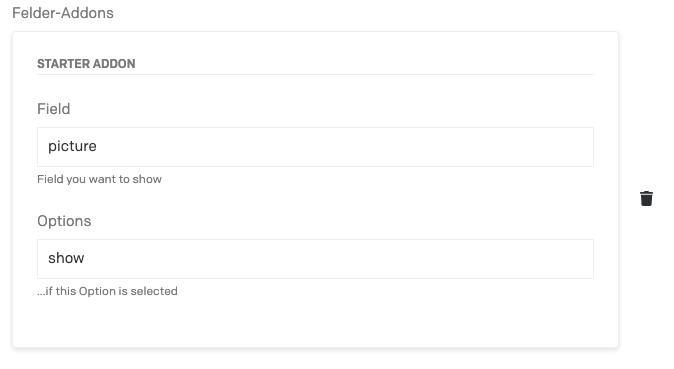 Felder-Addons
STARTER ADDON
Field
picture
Field you want to show
Options
show
...if this Option is selected